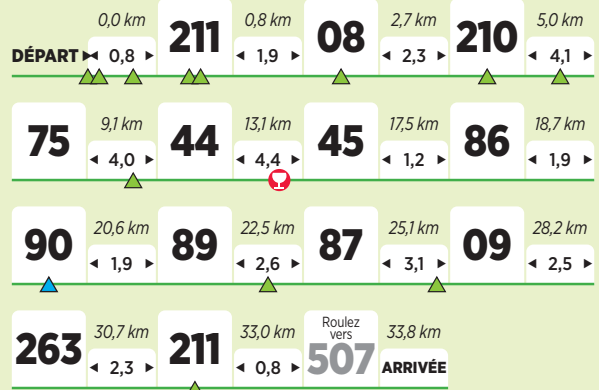 0,0 km 0,8 km 2,7 km 5,0 km
DÉPART 0,8 211 1,9 08 2,3 210 4,1
9,1 km 13,1 km 17,5 km 18,7 km
75 4,0 44 4,4 45 1,2 86 1,9
20,6 km 22,5 km 25,1 km 28,2 km
90 1,9 89 2,6 87 3,1 09 2,5
30,7 km 33,0 km Roulez vers 33,8 km
263 2,3 211 0,8 507 ARRIVÉE